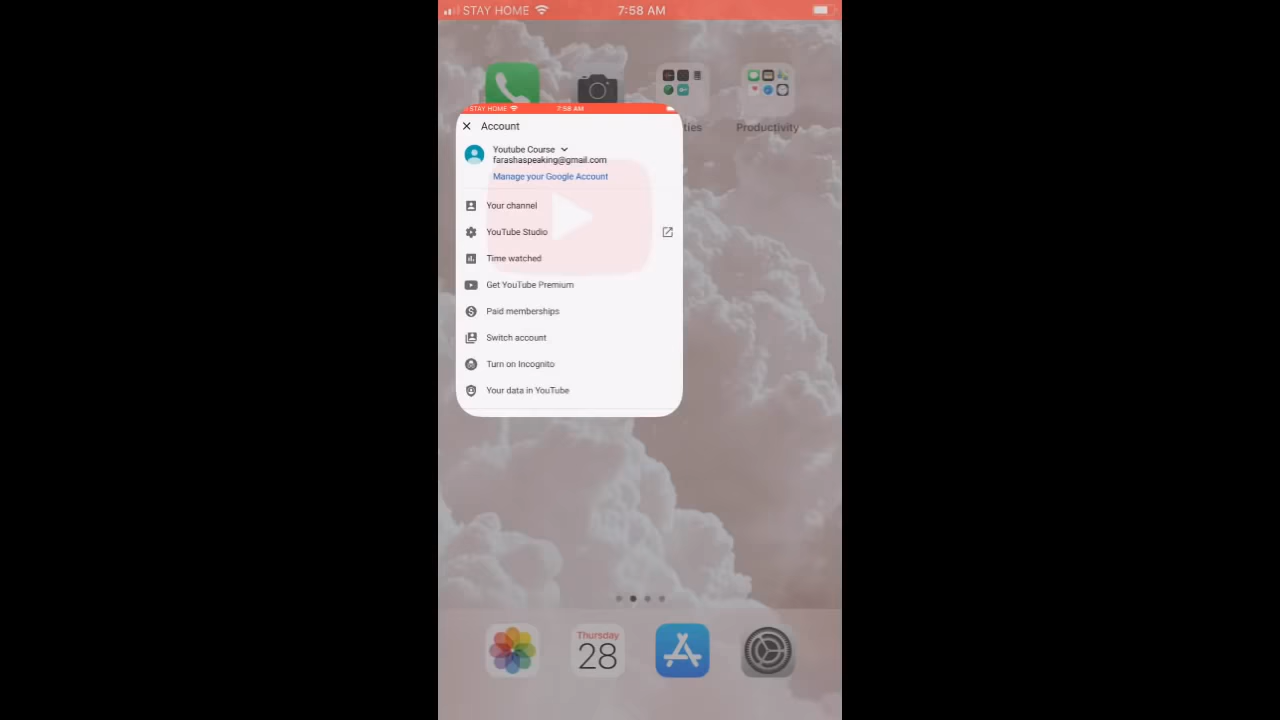 STAY HOME 7:58 AM
STAY HOME 7:58 AM
Account
Youtube Course
farashaspeaking@gmail.com
Manage your Google Account
Your channel
YouTube Studio
Time watched
Get YouTube Premium
Paid memberships
Switch account
Turn on Incognito
Your data in YouTube
ties
Productivity
Thursday
28